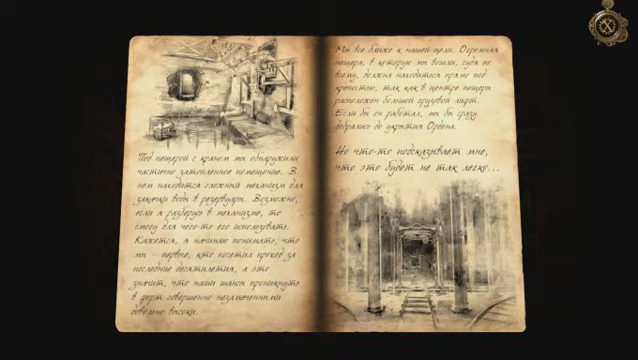 Под пещерой с краном мы обнаружили
частично затопленное помещение. В
нем находится сложный механизм для
закачки воды в резервуары. Возможно,
если я разберусь в механизме, то
смогу для чего-то его использовать.
Кажется, я начинаю понимать, что
мы - первые, кто посетил проход за
последние десятилетия, а это
значит, что наши шансы проникнуть
в форт совершенно незамеченными
довольно высоки.
Мы все ближе к нашей цели. Огромная
пещера, в которую мы вошли, судя по
всему, должна находиться прямо под
крепостью, так как в центре пещеры
расположен большой грузовой лифт.
Если бы он работал, мы бы сразу
добрались до укрытия Ордена.
Но что-то подсказывает мне,
что это будет не так легко...